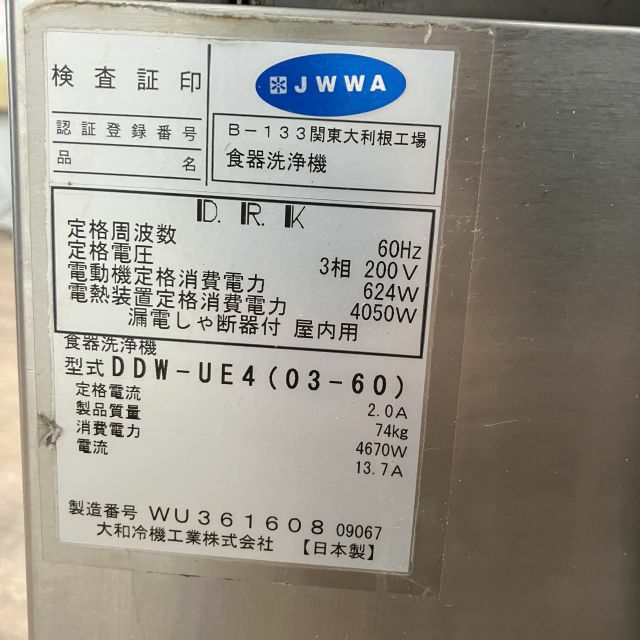 検査証印
JWWA
認証登録番号 B-133関東大利根工場
品名 食器洗浄機
D.R.K
定格周波数 60Hz
定格電圧 3相 200V
電動機定格消費電力 624W
電熱装置定格消費電力 4050W
漏電しゃ断器付 屋内用
食器洗浄機
型式 DDW-UE4(03-60)
定格電流 2.0A
製品質量 74kg
消費電力 4670W
電流 13.7A
製造番号 WU361608 09067
大和冷機工業株式会社 【日本製】